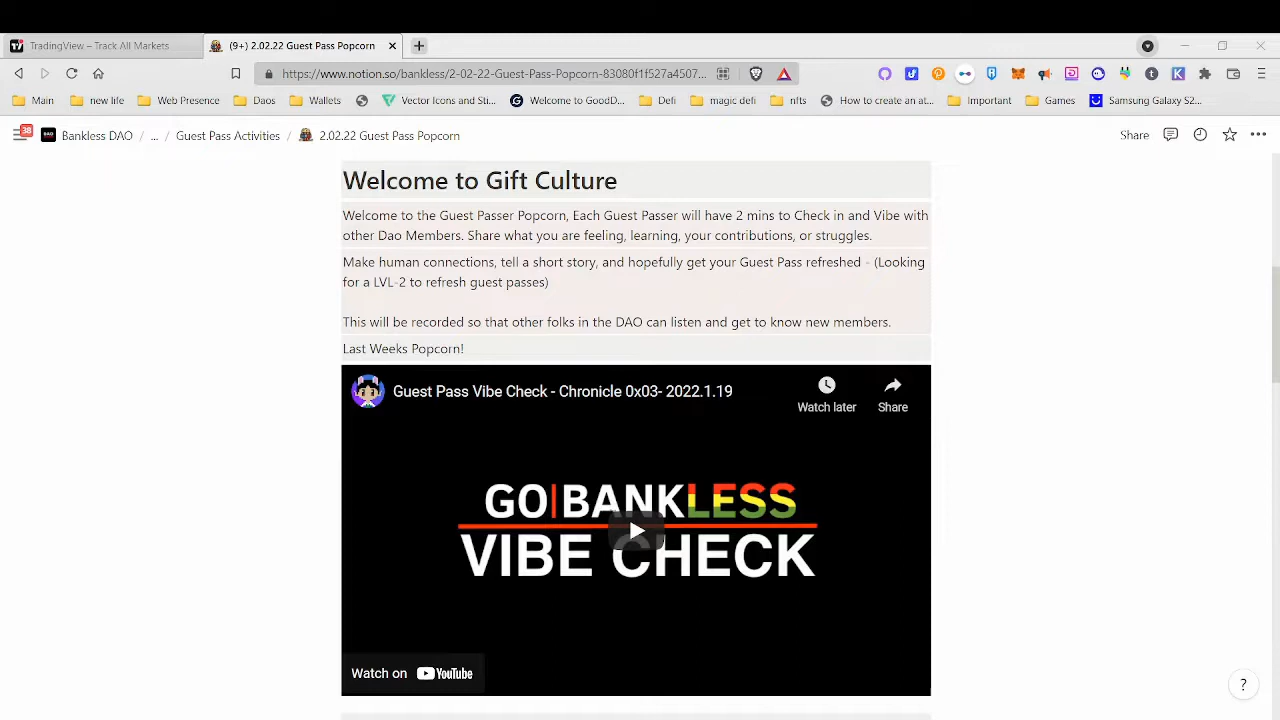 TradingView – Track All Markets
(9+) 2.02.22 Guest Pass Popcorn
https://www.notion.so/bankless/2-02-22-Guest-Pass-Popcorn-83080f1f527a4507...
Main
new life
Web Presence
Daos
Wallets
Vector Icons and Sti...
Welcome to GoodD...
Defi
magic defi
nfts
How to create an at...
Important
Games
Samsung Galaxy S2...
38
DAO
Bankless DAO / ... / Guest Pass Activities / 2.02.22 Guest Pass Popcorn
Share
Welcome to Gift Culture
Welcome to the Guest Passer Popcorn, Each Guest Passer will have 2 mins to Check in and Vibe with
other Dao Members. Share what you are feeling, learning, your contributions, or struggles.
Make human connections, tell a short story, and hopefully get your Guest Pass refreshed - (Looking
for a LVL-2 to refresh guest passes)
This will be recorded so that other folks in the DAO can listen and get to know new members.
Last Weeks Popcorn!
Guest Pass Vibe Check - Chronicle 0x03- 2022.1.19
Watch later
Share
GO|BANKLESS
VIBE CHECK
Watch on YouTube
?